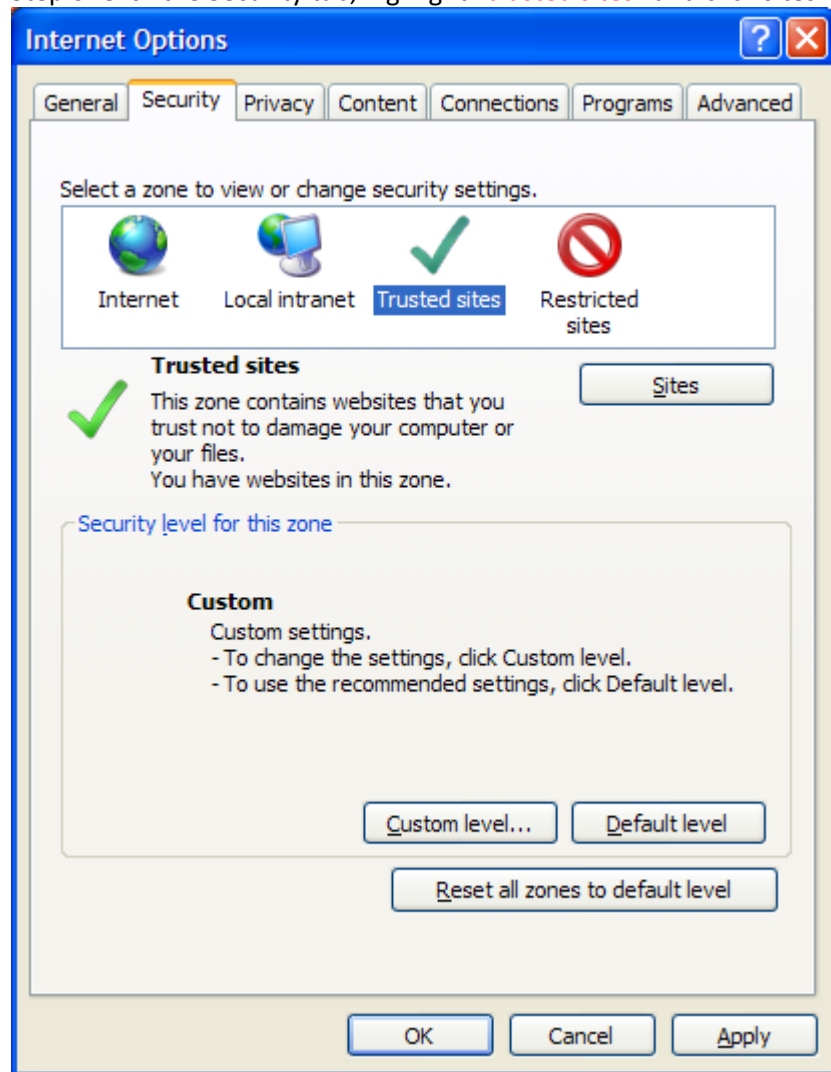 Internet Options
General Security Privacy Content Connections Programs Advanced
Select a zone to view or change security settings.
Internet Local intranet Trusted sites Restricted
sites
Trusted sites
Sites
This zone contains websites that you
trust not to damage your computer or
your files.
You have websites in this zone.
Security level for this zone
Custom
Custom settings.
- To change the settings, click Custom level.
- To use the recommended settings, click Default level.
Custom level... Default level
Reset all zones to default level
OK Cancel Apply